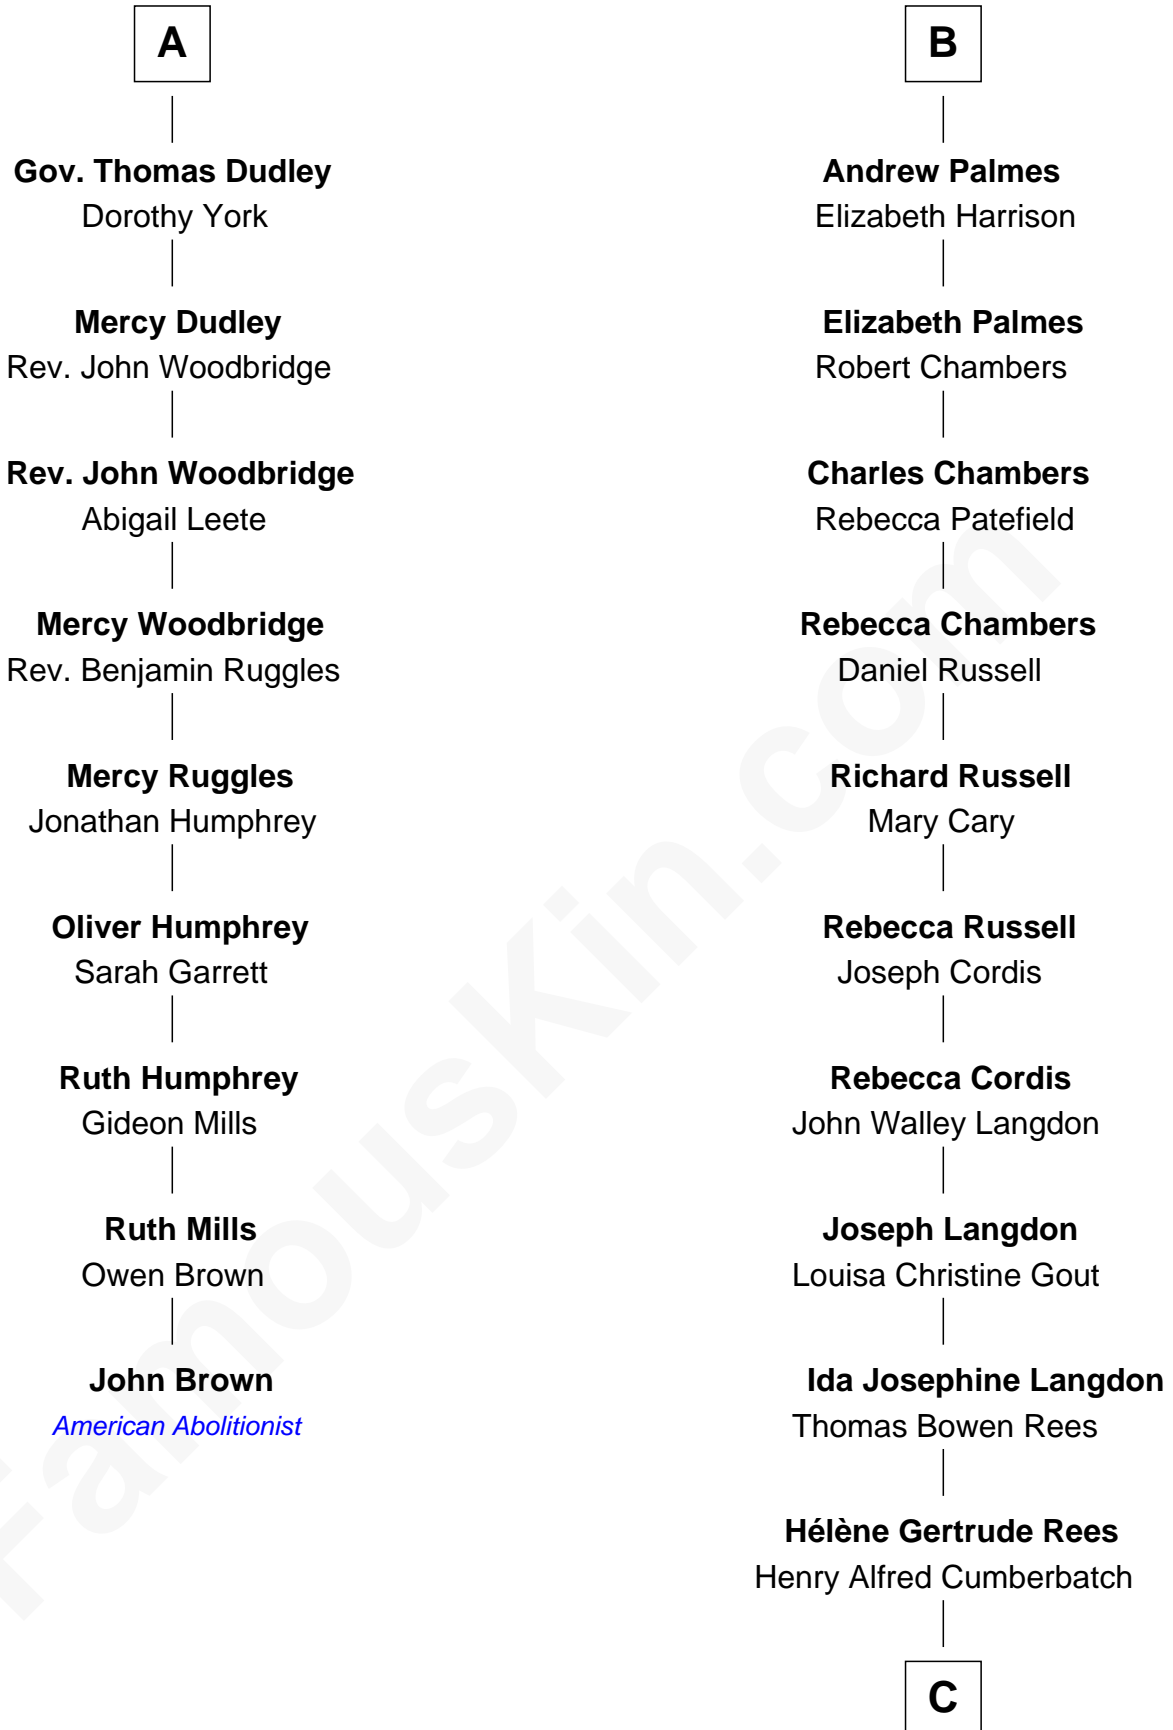 A
Gov. Thomas Dudley
Dorothy York
Mercy Dudley
Rev. John Woodbridge
Rev. John Woodbridge
Abigail Leete
Mercy Woodbridge
Rev. Benjamin Ruggles
Mercy Ruggles
Jonathan Humphrey
Oliver Humphrey
Sarah Garrett
Ruth Humphrey
Gideon Mills
Ruth Mills
Owen Brown
John Brown
American Abolitionist
B
Andrew Palmes
Elizabeth Harrison
Elizabeth Palmes
Robert Chambers
Charles Chambers
Rebecca Patefield
Rebecca Chambers
Daniel Russell
Richard Russell
Mary Cary
Rebecca Russell
Joseph Cordis
Rebecca Cordis
John Walley Langdon
Joseph Langdon
Louisa Christine Gout
Ida Josephine Langdon
Thomas Bowen Rees
Hélène Gertrude Rees
Henry Alfred Cumberbatch
C
FamousKin.com